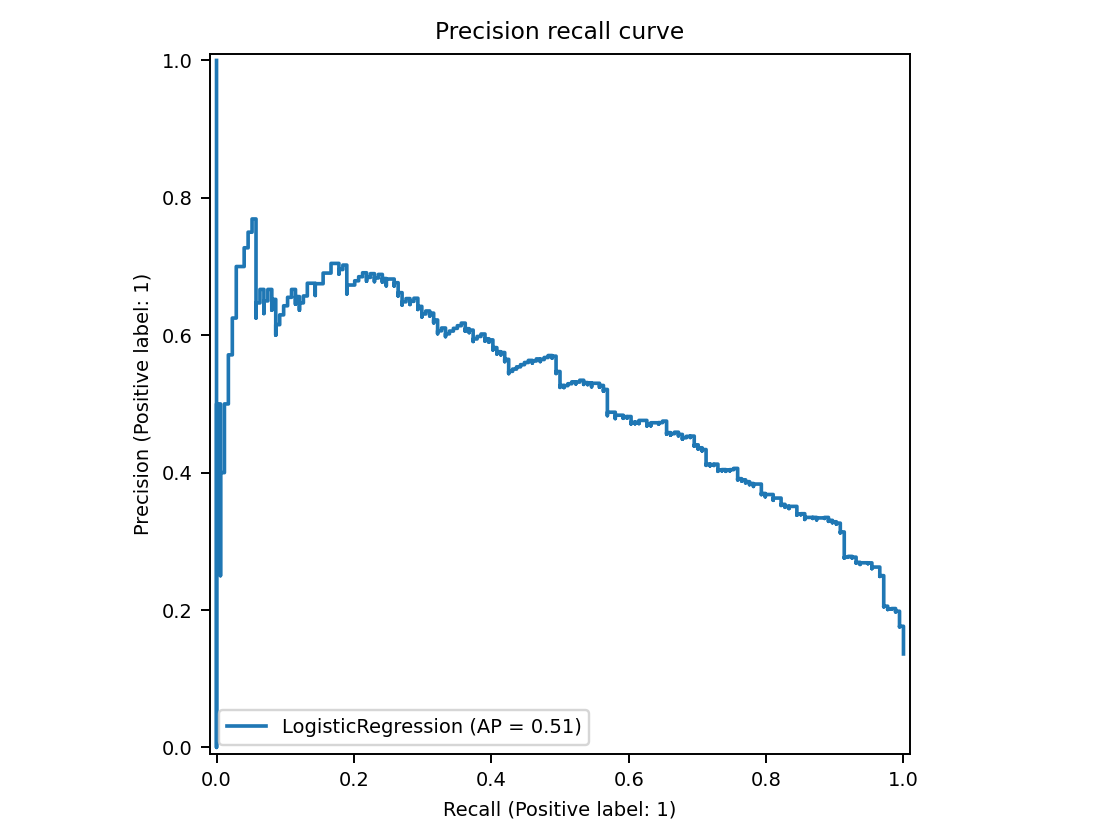 Precision recall curve
1.0
0.8
0.6
0.4
0.2
0.0
Precision (Positive label: 1)
LogisticRegression (AP = 0.51)
0.0 0.2 0.4 0.6 0.8 1.0
Recall (Positive label: 1)